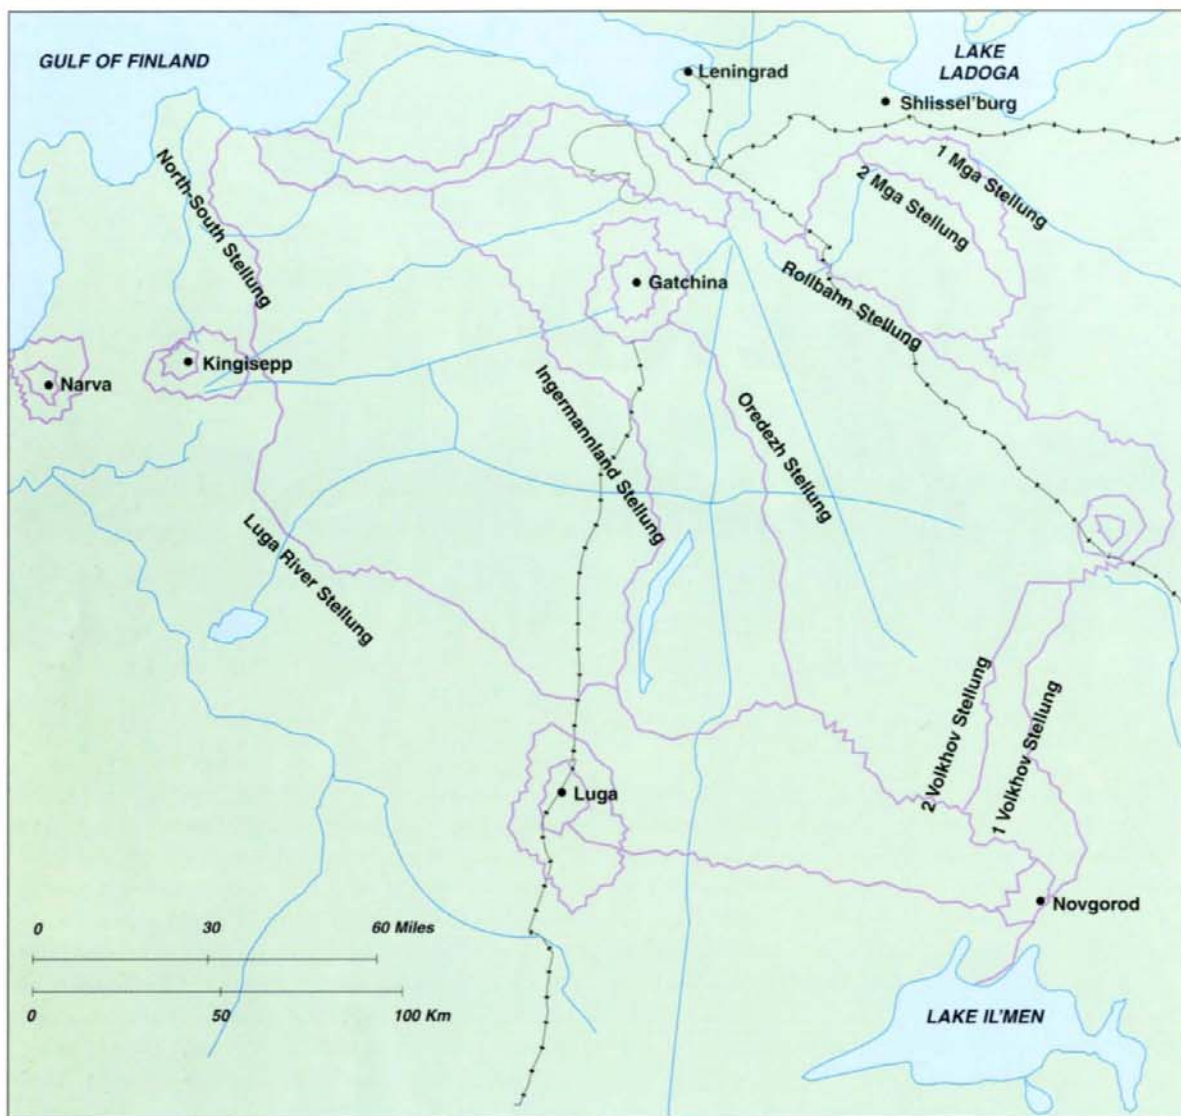 GULF OF FINLAND
LAKE
LADOGA
Leningrad
Shlissel'burg
1 Mga Stellung
2 Mga Stellung
North-South Stellung
Gatchina
Rollbahn Stellung
Kingisepp
Narva
Ingermannland Stellung
Oredezh Stellung
Luga River Stellung
2 Volkhov Stellung
1 Volkhov Stellung
Luga
Novgorod
0 30 60 Miles
0 50 100 Km
LAKE IL'MEN